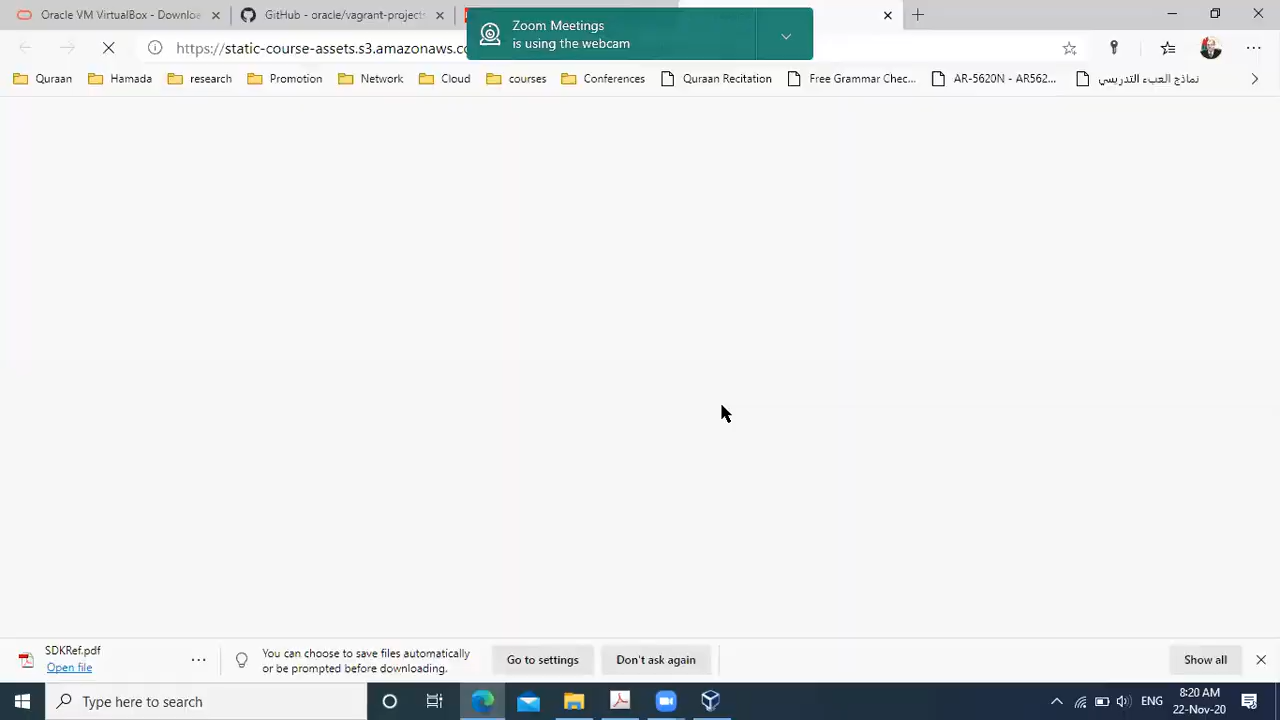 Oracle VM VirtualBox - Downloa
GitHub - oracle/vagrant-projects
Zoom Meetings
is using the webcam
https://static-course-assets.s3.amazonaws.co
Quraan
Hamada
research
Promotion
Network
Cloud
courses
Conferences
Quraan Recitation
Free Grammar Chec...
AR-5620N - AR562...
نماذج العبء التدريسي
SDKRef.pdf
Open file
You can choose to save files automatically
or be prompted before downloading.
Go to settings
Don't ask again
Show all
Type here to search
ENG
8:20 AM
22-Nov-20